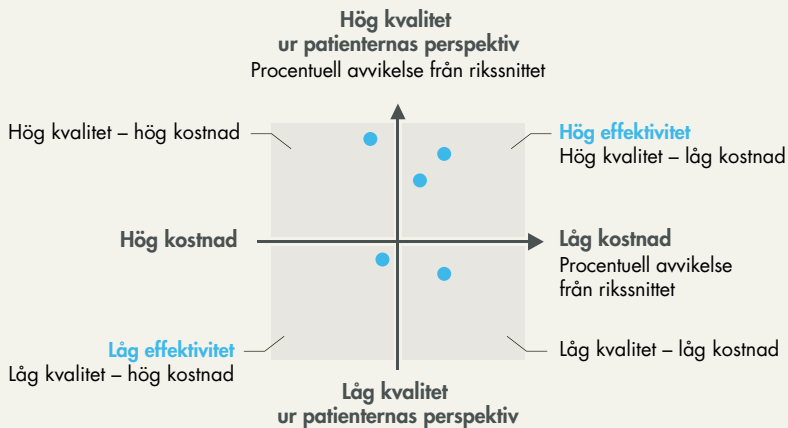 Hög kvalitet
ur patienternas perspektiv
Procentuell avvikelse från rikssnittet
Hög kvalitet – hög kostnad
Hög effektivitet
Hög kvalitet – låg kostnad
Hög kostnad
Låg kostnad
Procentuell avvikelse
från rikssnittet
Låg effektivitet
Låg kvalitet – hög kostnad
Låg kvalitet – låg kostnad
Låg kvalitet
ur patienternas perspektiv